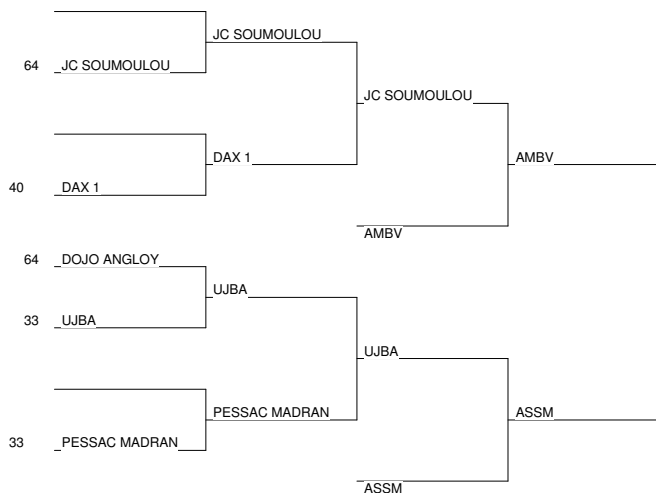 JC SOUMOULOU
64 JC SOUMOULOU
JC SOUMOULOU
DAX 1
AMBV
40 DAX 1
AMBV
64 DOJO ANGLOY
UJBA
33 UJBA
UJBA
PESSAC MADRAN
ASSM
33 PESSAC MADRAN
ASSM